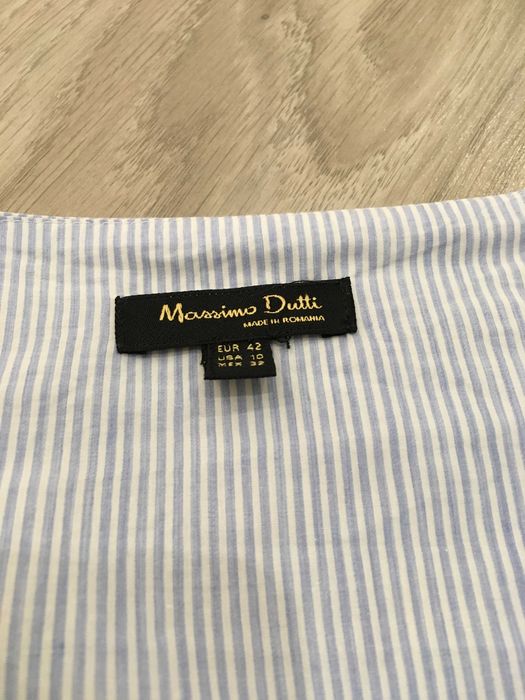 Massimo Dutti
MADE IN ROMANIA
EUR 42
USA 10
MEX 32